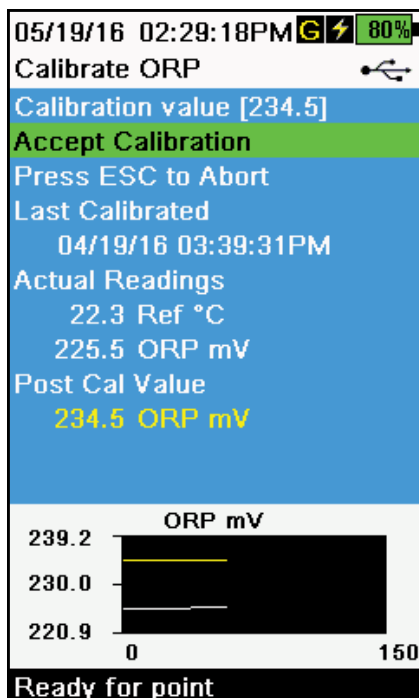 05/19/16 02:29:18PM G 80%
Calibrate ORP
Calibration value [234.5]
Accept Calibration
Press ESC to Abort
Last Calibrated
04/19/16 03:39:31PM
Actual Readings
22.3 Ref °C
225.5 ORP mV
Post Cal Value
234.5 ORP mV
ORP mV
239.2
230.0
220.9
0 150
Ready for point